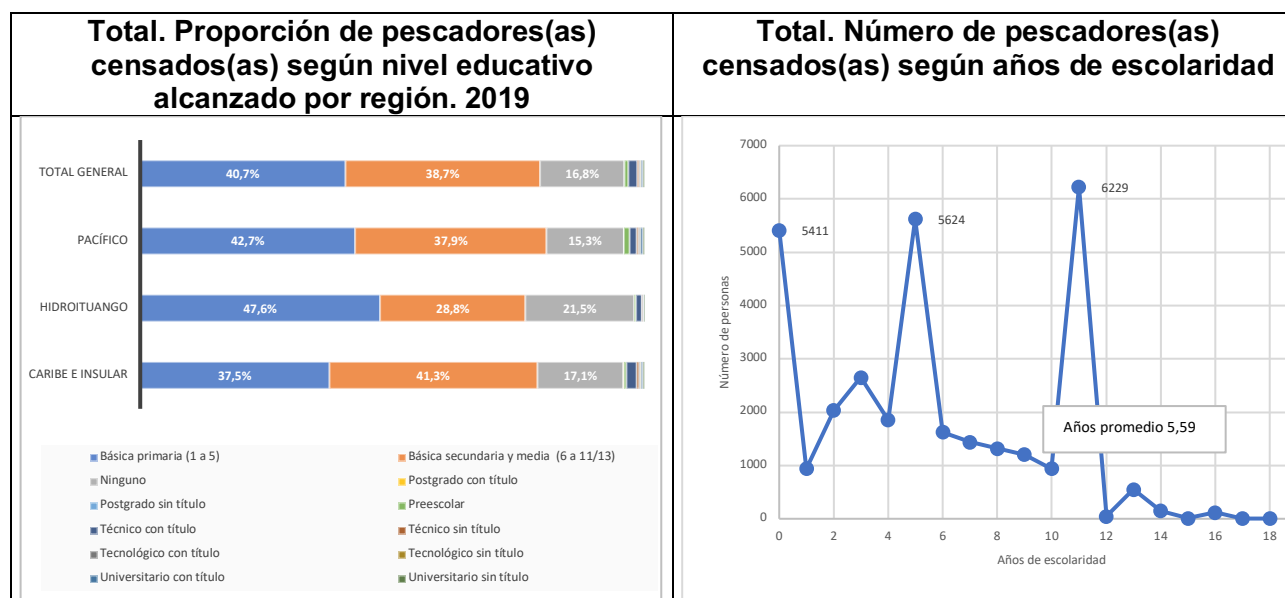 Total. Proporción de pescadores(as)
censados(as) según nivel educativo
alcanzado por región. 2019
Total. Número de pescadores(as)
censados(as) según años de escolaridad
TOTAL GENERAL
40,7%
38,7%
16,8%
PACÍFICO
42,7%
37,9%
15,3%
HIDROITUANGO
47,6%
28,8%
21,5%
CARIBE E INSULAR
37,5%
41,3%
17,1%
Básica primaria (1 a 5)
Básica secundaria y media (6 a 11/13)
Ninguno
Postgrado con título
Postgrado sin título
Preescolar
Técnico con título
Técnico sin título
Tecnológico con título
Tecnológico sin título
Universitario con título
Universitario sin título
Número de personas
7000
6000
5000
4000
3000
2000
1000
0
5411
5624
6229
Años promedio 5,59
0 2 4 6 8 10 12 14 16 18
Años de escolaridad